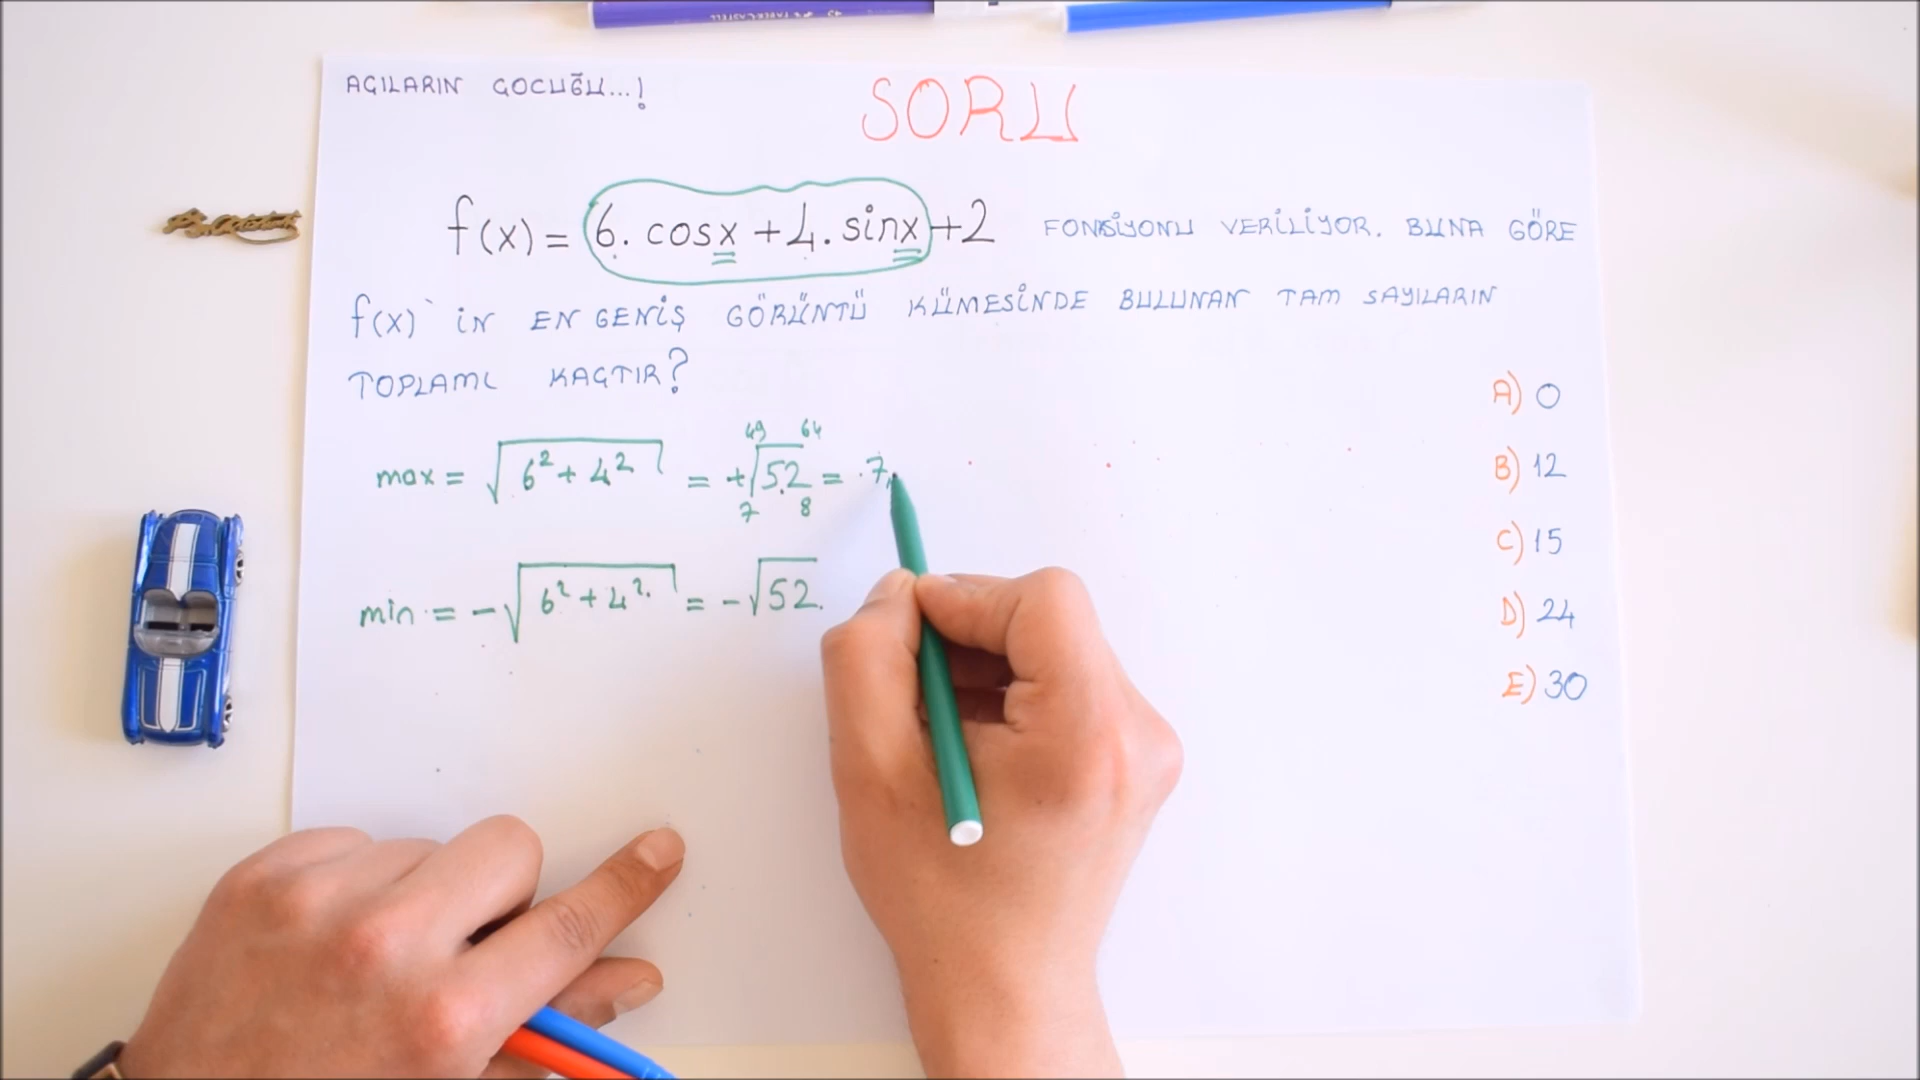 AÇILARIN ÇOCUĞU...!
SORU
f(x) = 6. cosx + 4. sinx + 2 FONKSİYONU VERİLİYOR. BUNA GÖRE
f(x)`in EN GENİŞ GÖRÜNTÜ KÜMESİNDE BULUNAN TAM SAYILARIN
TOPLAMI KAÇTIR?
A) 0
B) 12
C) 15
D) 24
E) 30
49 64
max = √6² + 4² = +√52 = 7,
7 8
min = -√6² + 4² = -√52